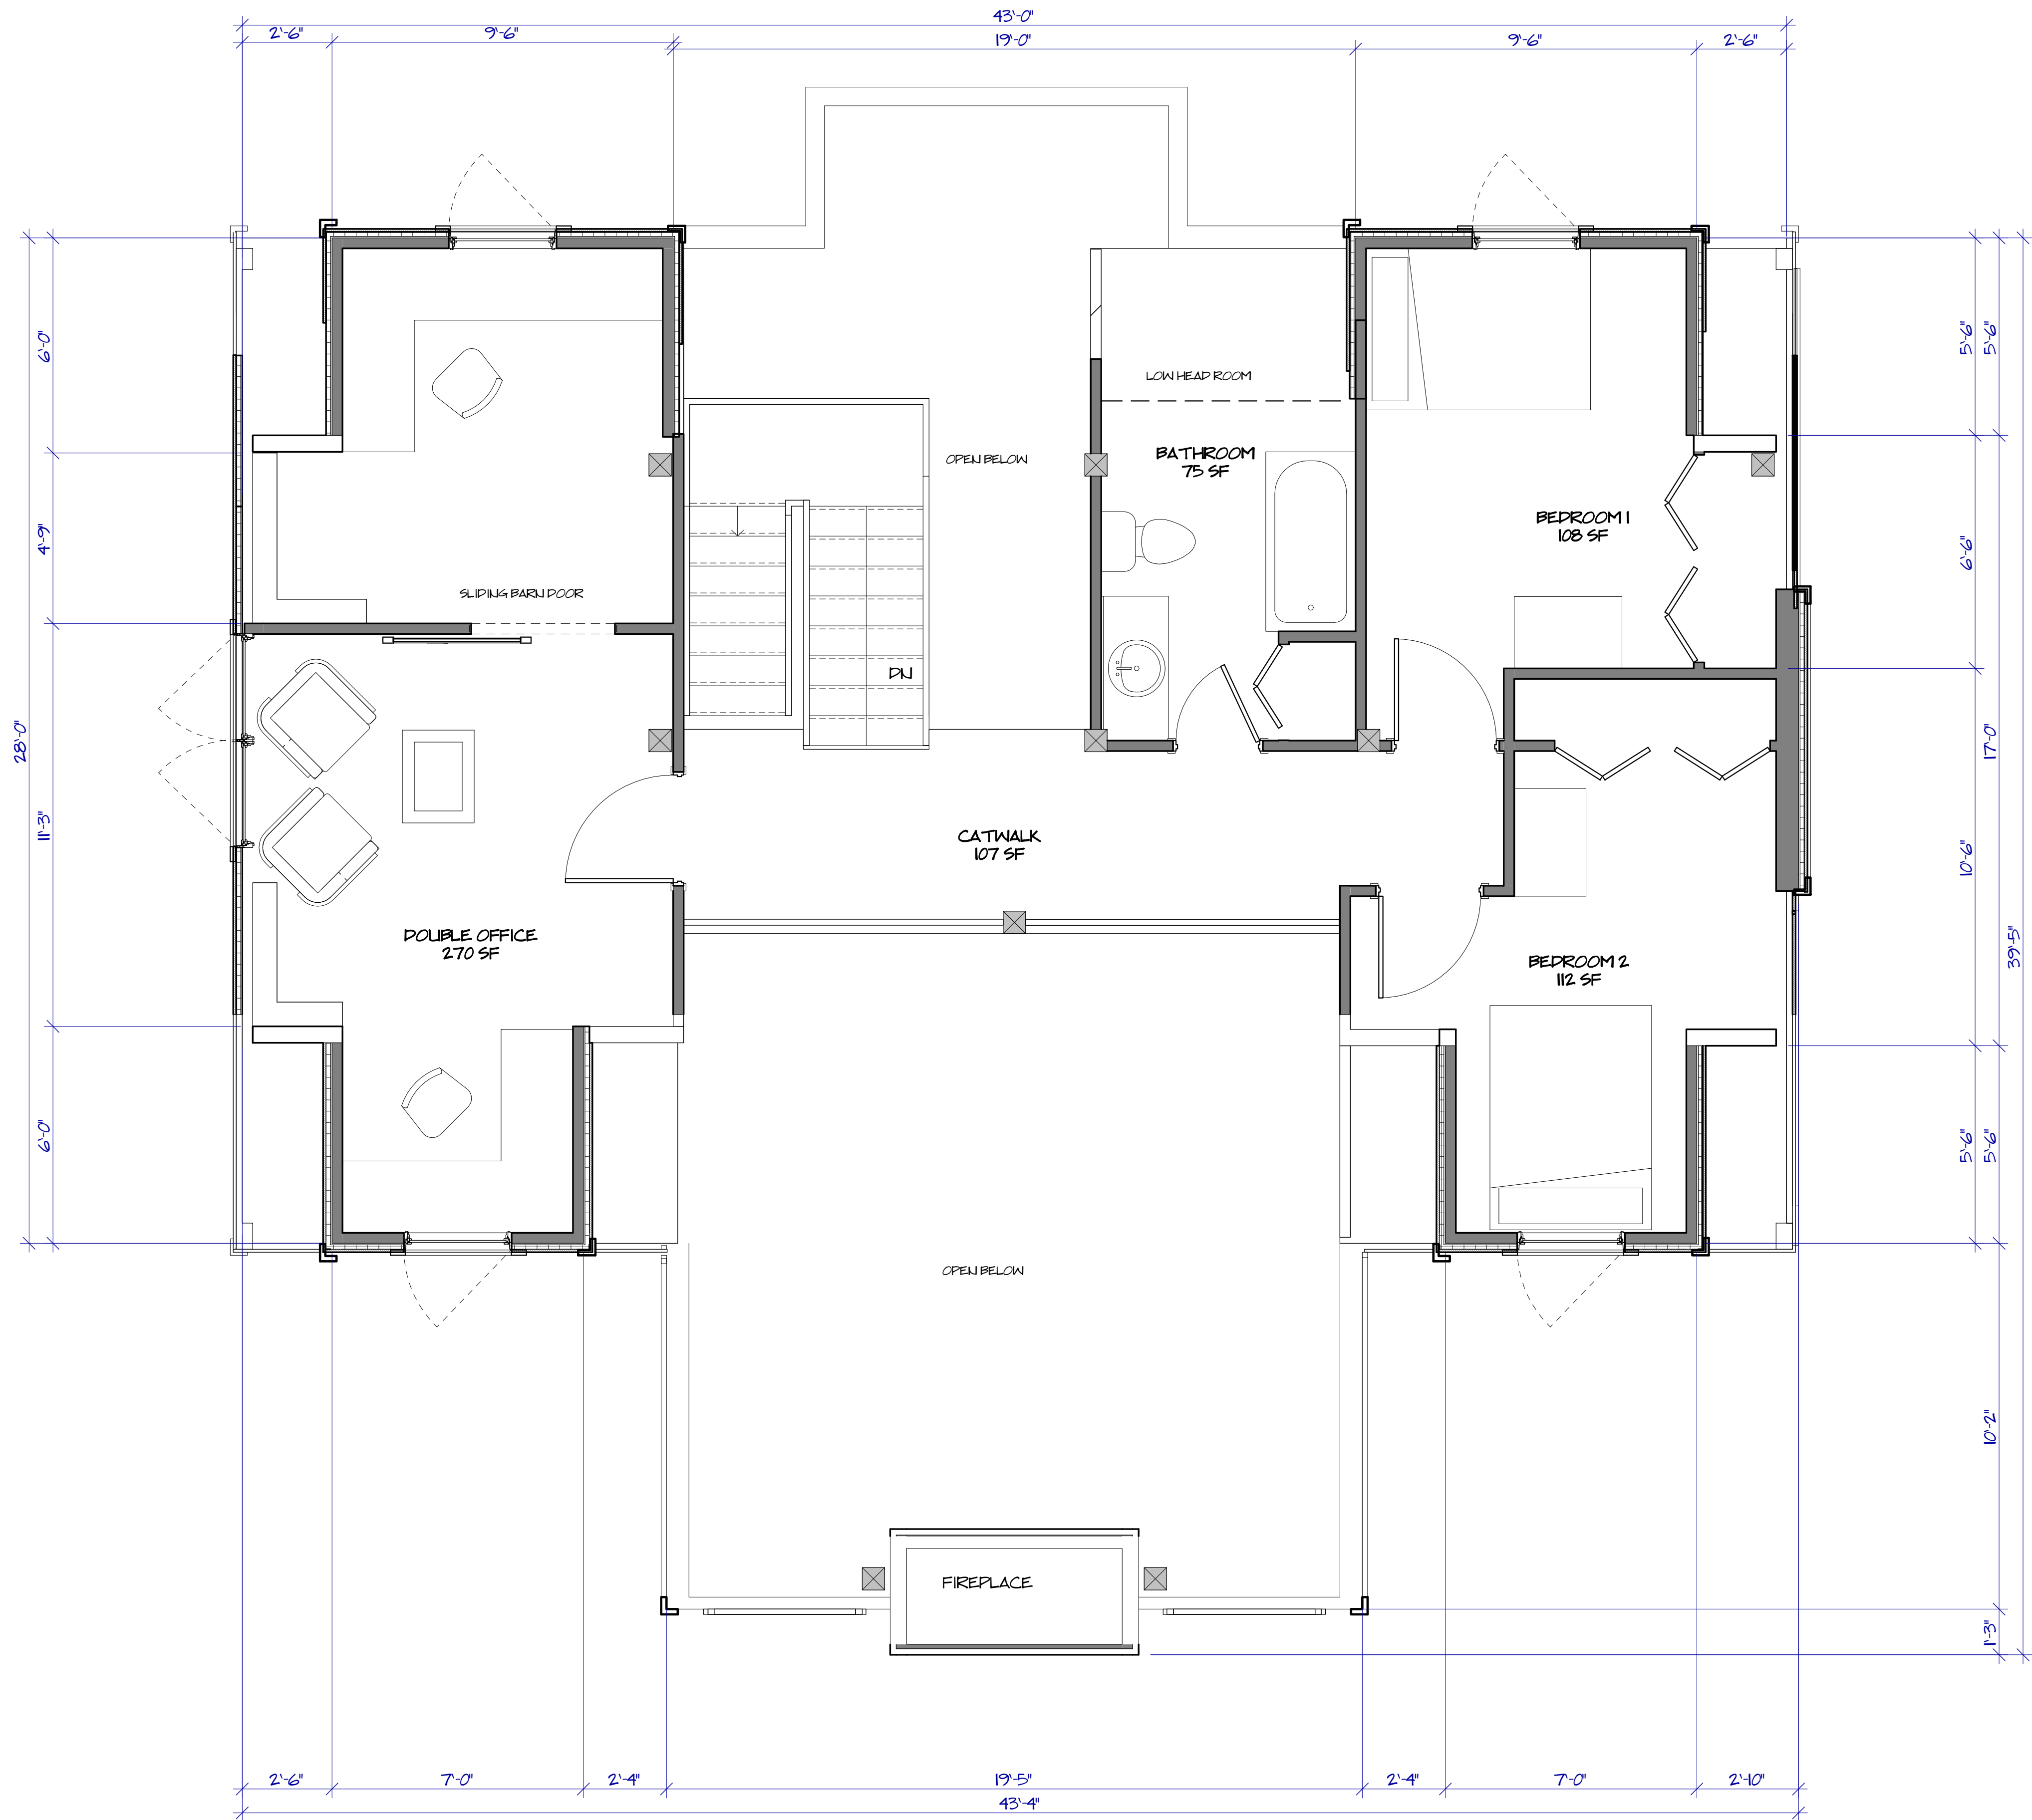 43'-0"
2'-6" 9'-6" 19'-0" 9'-6" 2'-6"
6'-0"
4'-9"
11'-3"
6'-0"
28'-0"
SLIDING BARN DOOR
DOUBLE OFFICE
270 SF
OPEN BELOW
DN
LOW HEAD ROOM
BATHROOM
75 SF
BEDROOM 1
108 SF
CATWALK
107 SF
BEDROOM 2
112 SF
OPEN BELOW
FIREPLACE
5'-6" 5'-6"
6'-6"
17'-0"
10'-6"
39'-5"
5'-6" 5'-6"
10'-2"
1'-3"
2'-6" 7'-0" 2'-4" 19'-5" 2'-4" 7'-0" 2'-10"
43'-4"